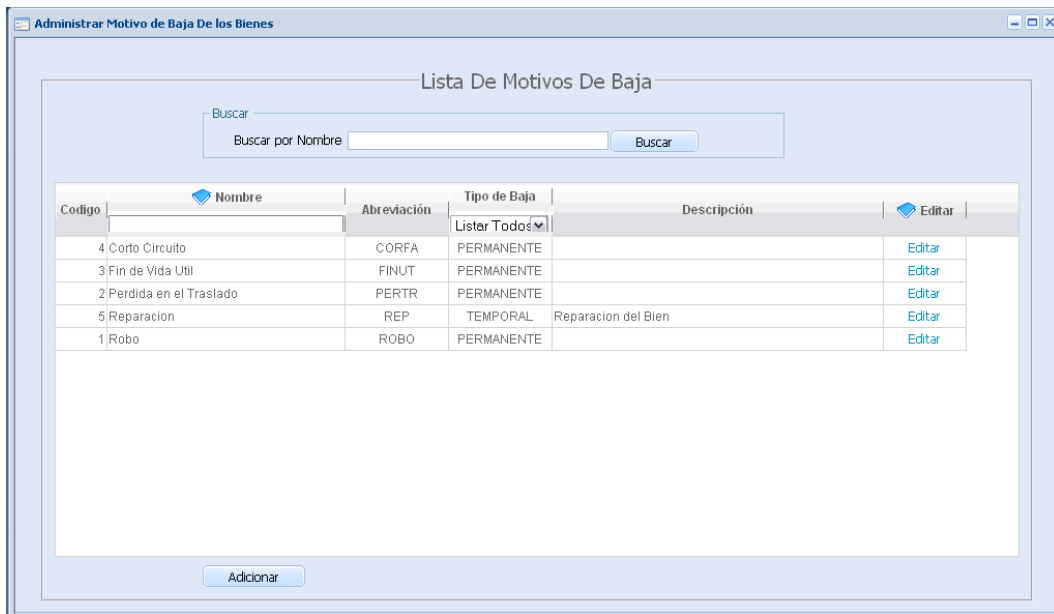 Administrar Motivo de Baja De los Bienes
Lista De Motivos De Baja
Buscar
Buscar por Nombre Buscar
Codigo Nombre Abreviación Tipo de Baja Descripción Editar
Listar Todos
4 Corto Circuito CORFA PERMANENTE Editar
3 Fin de Vida Util FINUT PERMANENTE Editar
2 Perdida en el Traslado PERTR PERMANENTE Editar
5 Reparacion REP TEMPORAL Reparacion del Bien Editar
1 Robo ROBO PERMANENTE Editar
Adicionar